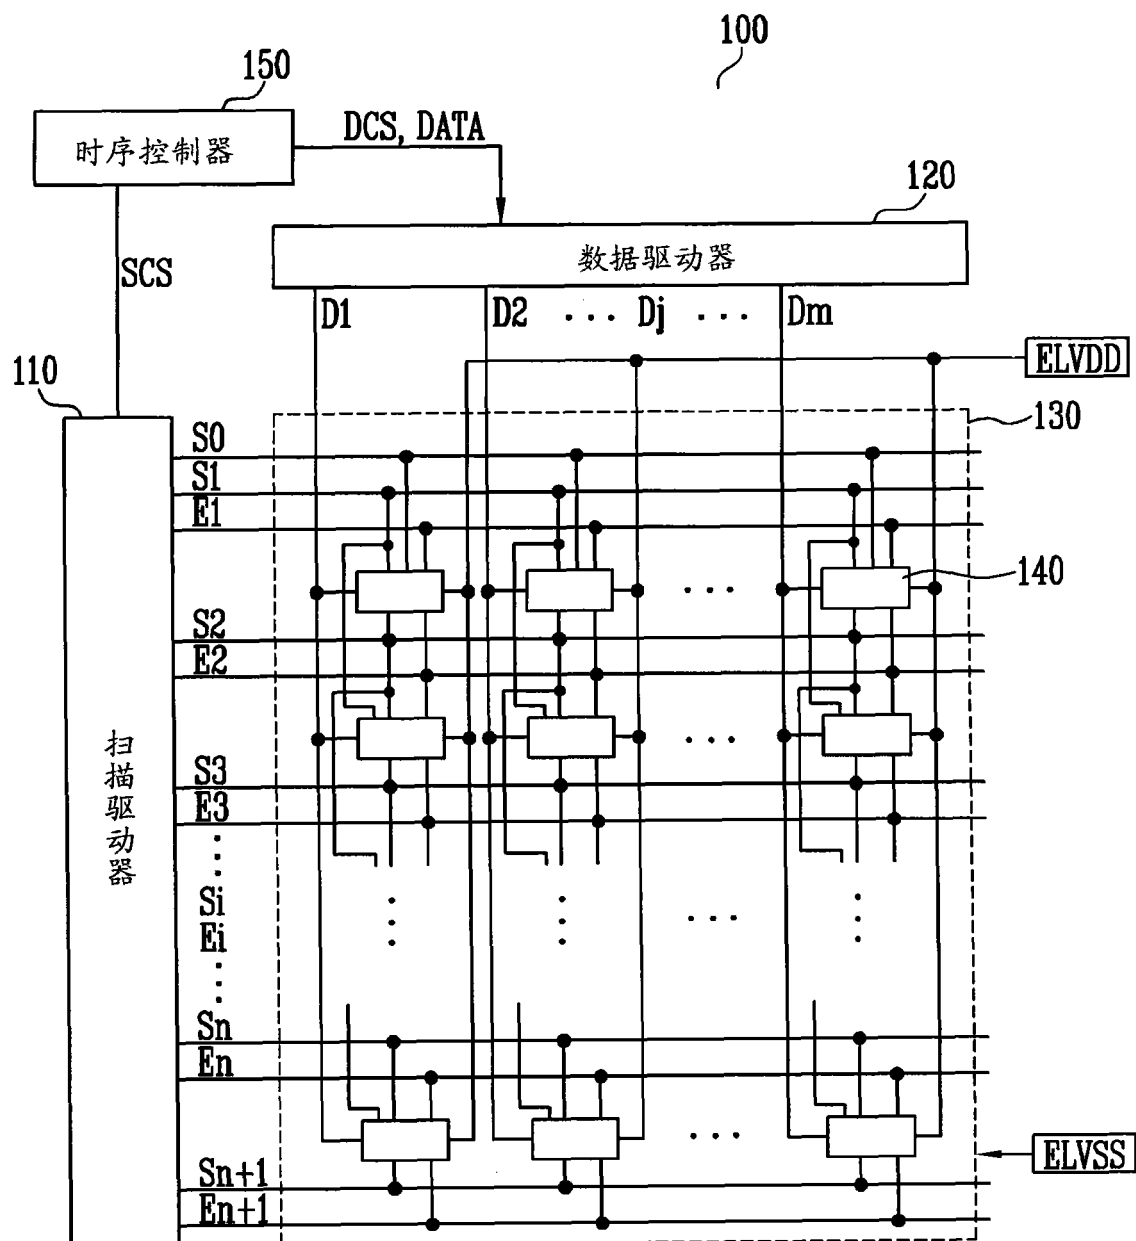 100
150
时序控制器
DCS, DATA
120
数据驱动器
SCS
D1
D2 ··· Dj ··· Dm
ELVDD
110
130
S0
S1
E1
140
S2
E2
扫描驱动器
S3
E3
Si
Ei
Sn
En
ELVSS
Sn+1
En+1